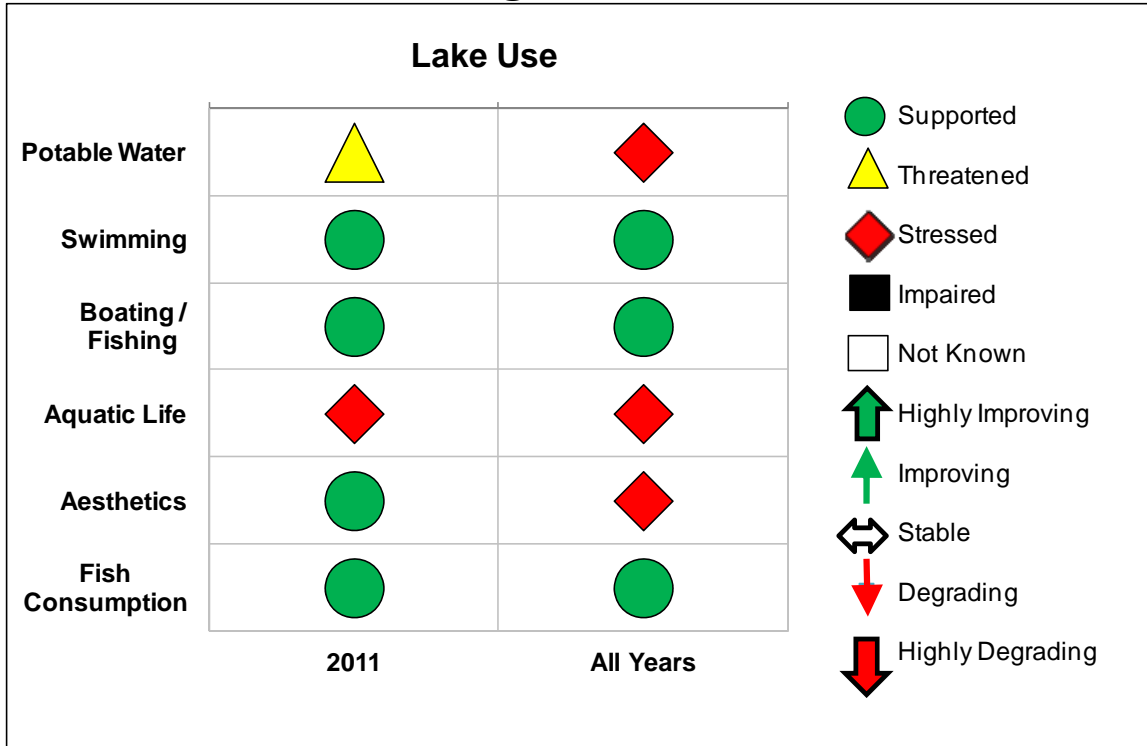 Lake Use
Potable Water
Swimming
Boating /
Fishing
Aquatic Life
Aesthetics
Fish
Consumption
2011
All Years
Supported
Threatened
Stressed
Impaired
Not Known
Highly Improving
Improving
Stable
Degrading
Highly Degrading